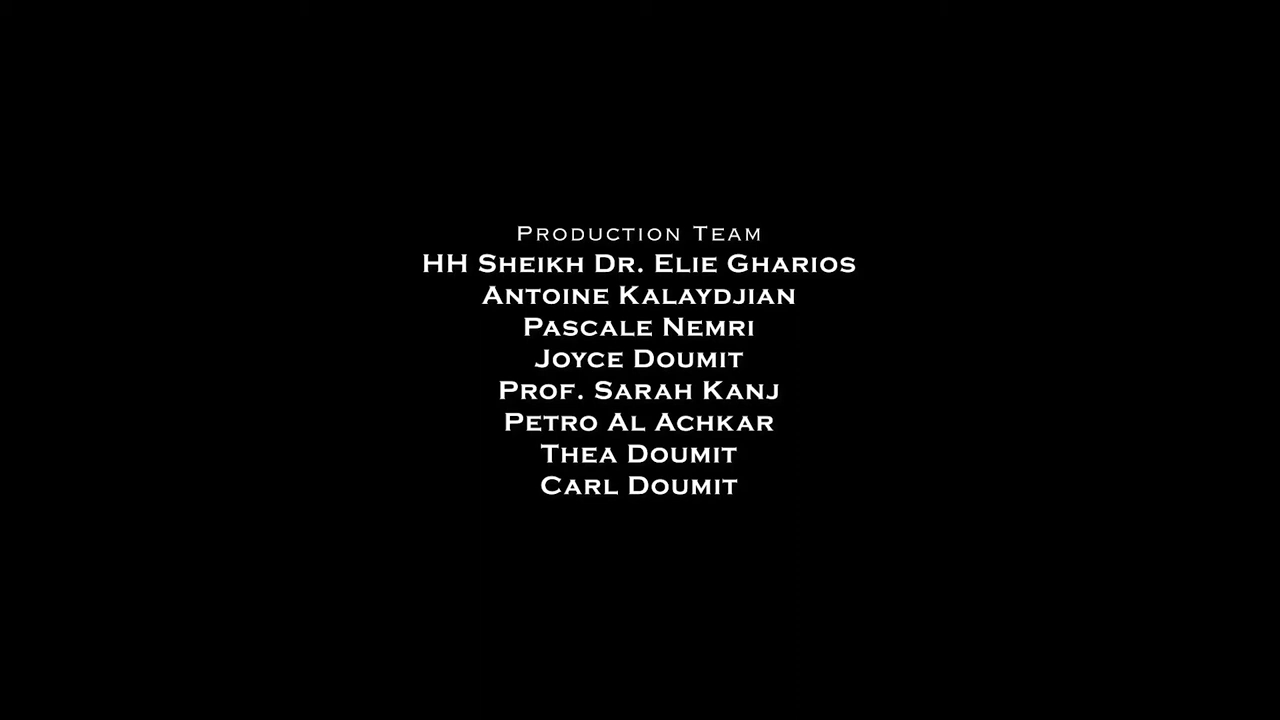 Production Team
HH Sheikh Dr. Elie Gharios
Antoine Kalaydjian
Pascale Nemri
Joyce Doumit
Prof. Sarah Kanj
Petro Al Achkar
Thea Doumit
Carl Doumit